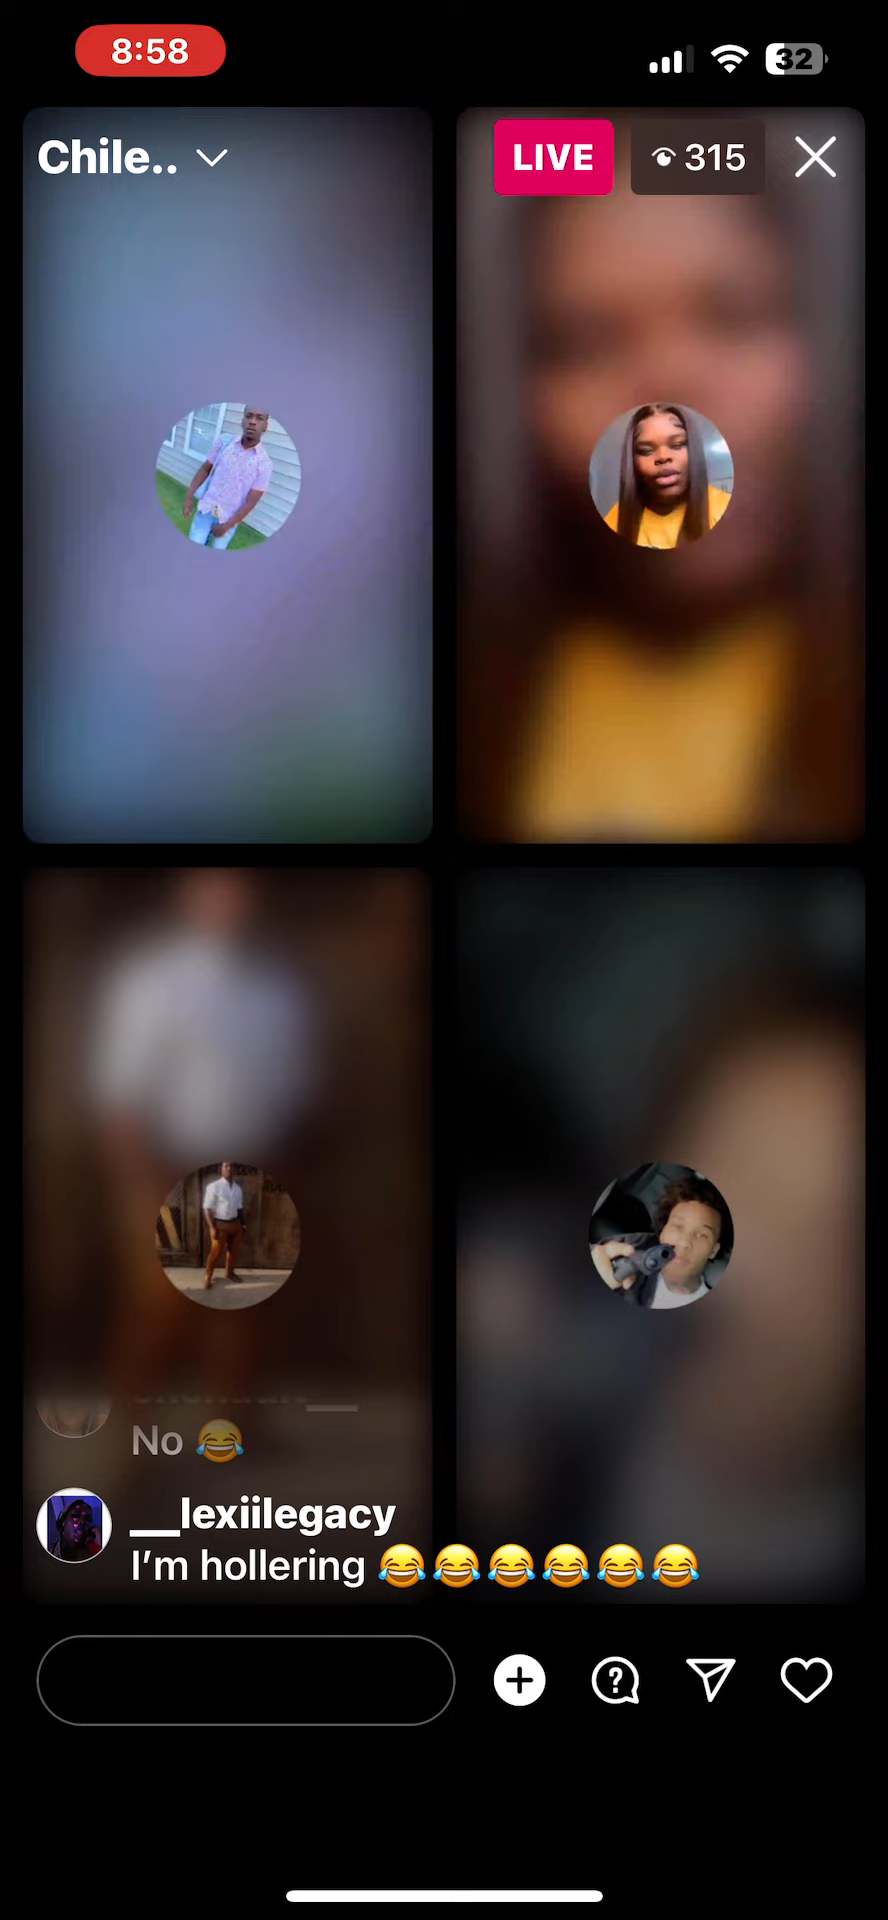 8:58
32
Chile..
LIVE
315
No 😂
__lexiilegacy
I’m hollering 😂😂😂😂😂😂